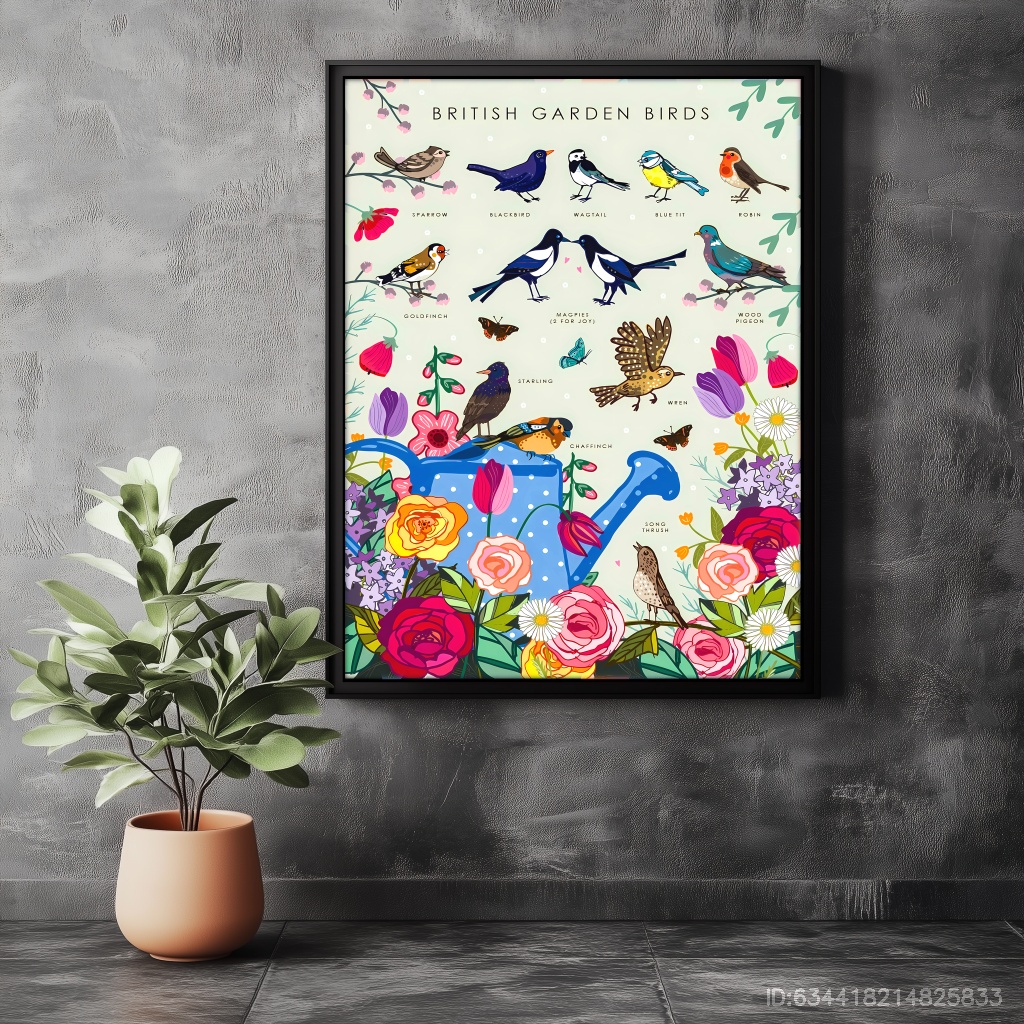 BRITISH GARDEN BIRDS
SPARROW
BLACKBIRD
WAGTAIL
BLUE TIT
ROBIN
GOLDFINCH
MAGPIES
(2 FOR JOY)
WOOD
PIGEON
STARLING
WREN
CHAFFINCH
SONG
THRUSH
ID:634418214825833